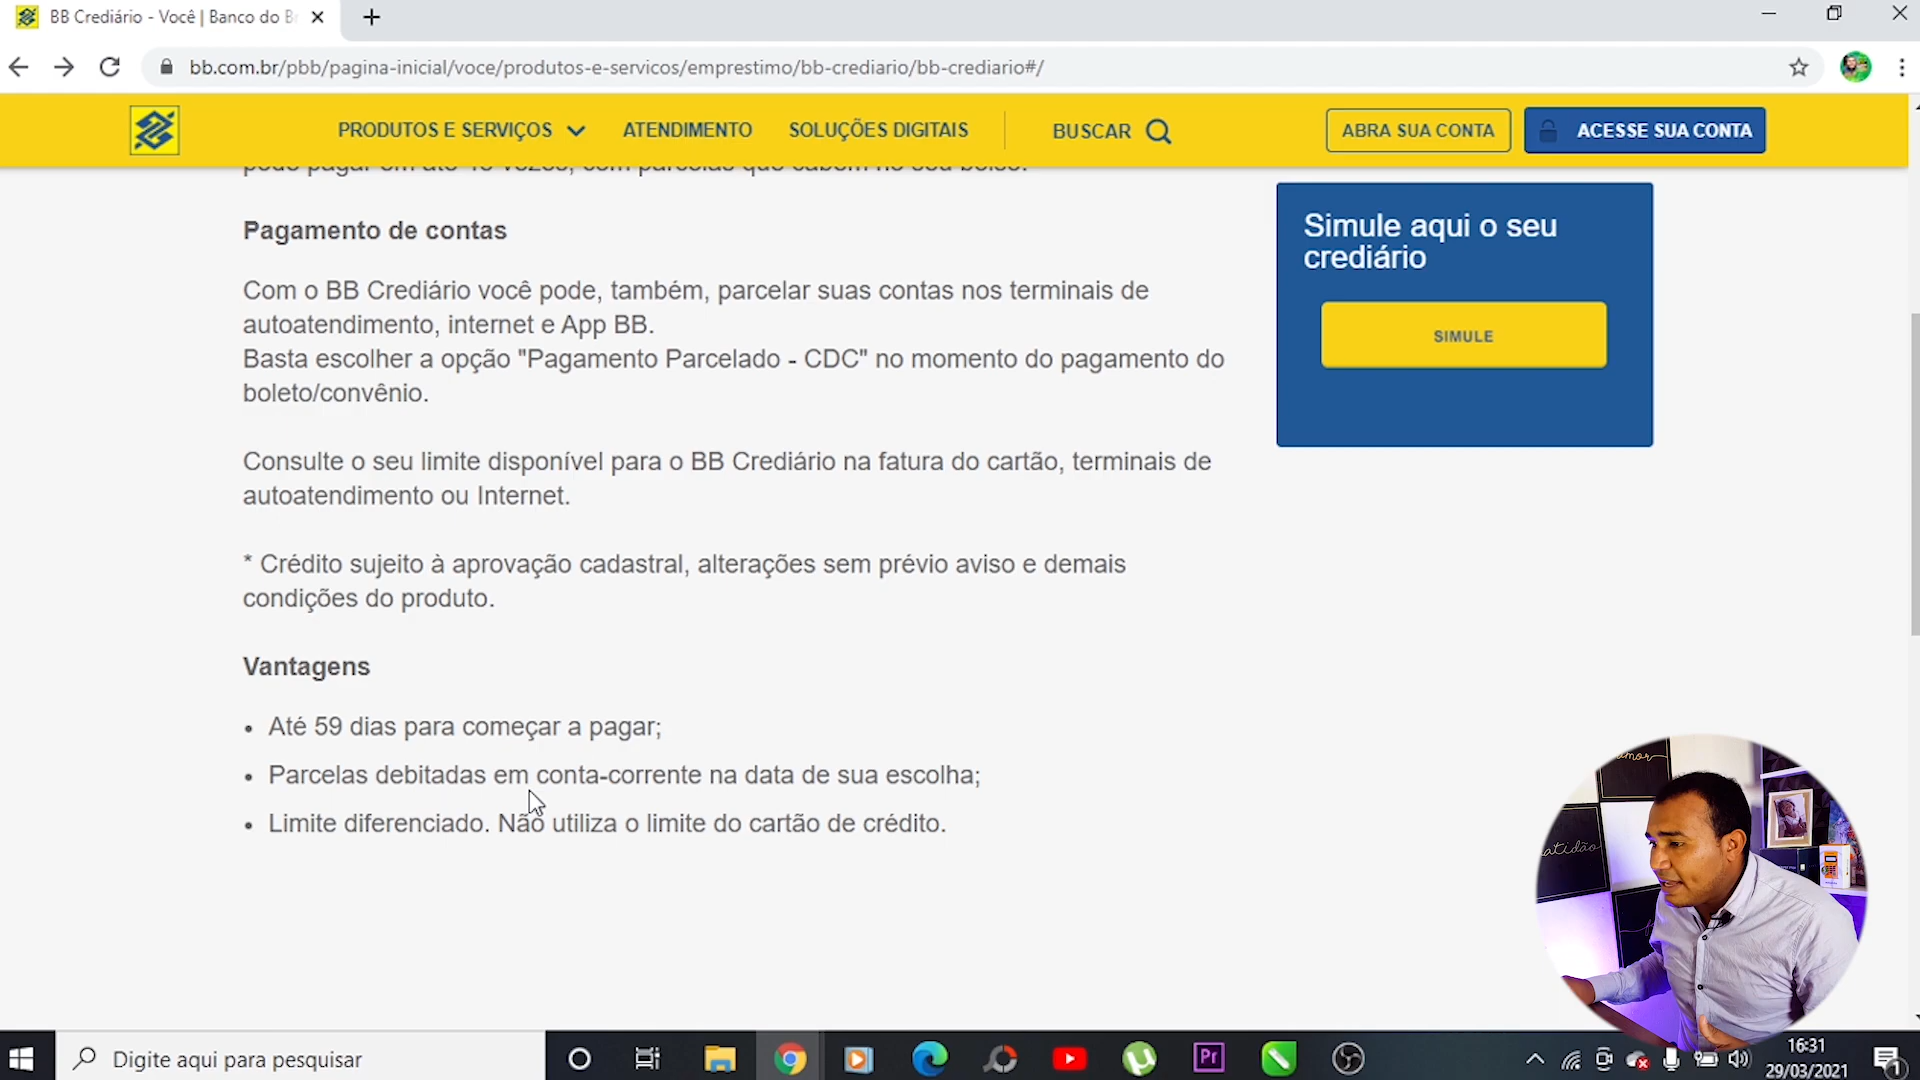 BB Crediário - Você | Banco do Br
bb.com.br/pbb/pagina-inicial/voce/produtos-e-servicos/emprestimo/bb-crediario/bb-crediario#/
PRODUTOS E SERVIÇOS
ATENDIMENTO
SOLUÇÕES DIGITAIS
BUSCAR
ABRA SUA CONTA
ACESSE SUA CONTA
Pagamento de contas
Com o BB Crediário você pode, também, parcelar suas contas nos terminais de
autoatendimento, internet e App BB.
Basta escolher a opção "Pagamento Parcelado - CDC" no momento do pagamento do
boleto/convênio.
Consulte o seu limite disponível para o BB Crediário na fatura do cartão, terminais de
autoatendimento ou Internet.
* Crédito sujeito à aprovação cadastral, alterações sem prévio aviso e demais
condições do produto.
Vantagens
• Até 59 dias para começar a pagar;
• Parcelas debitadas em conta-corrente na data de sua escolha;
• Limite diferenciado. Não utiliza o limite do cartão de crédito.
Simule aqui o seu
crediário
SIMULE
amor
atidão
Digite aqui para pesquisar
Pr
16:31
29/03/2021
1